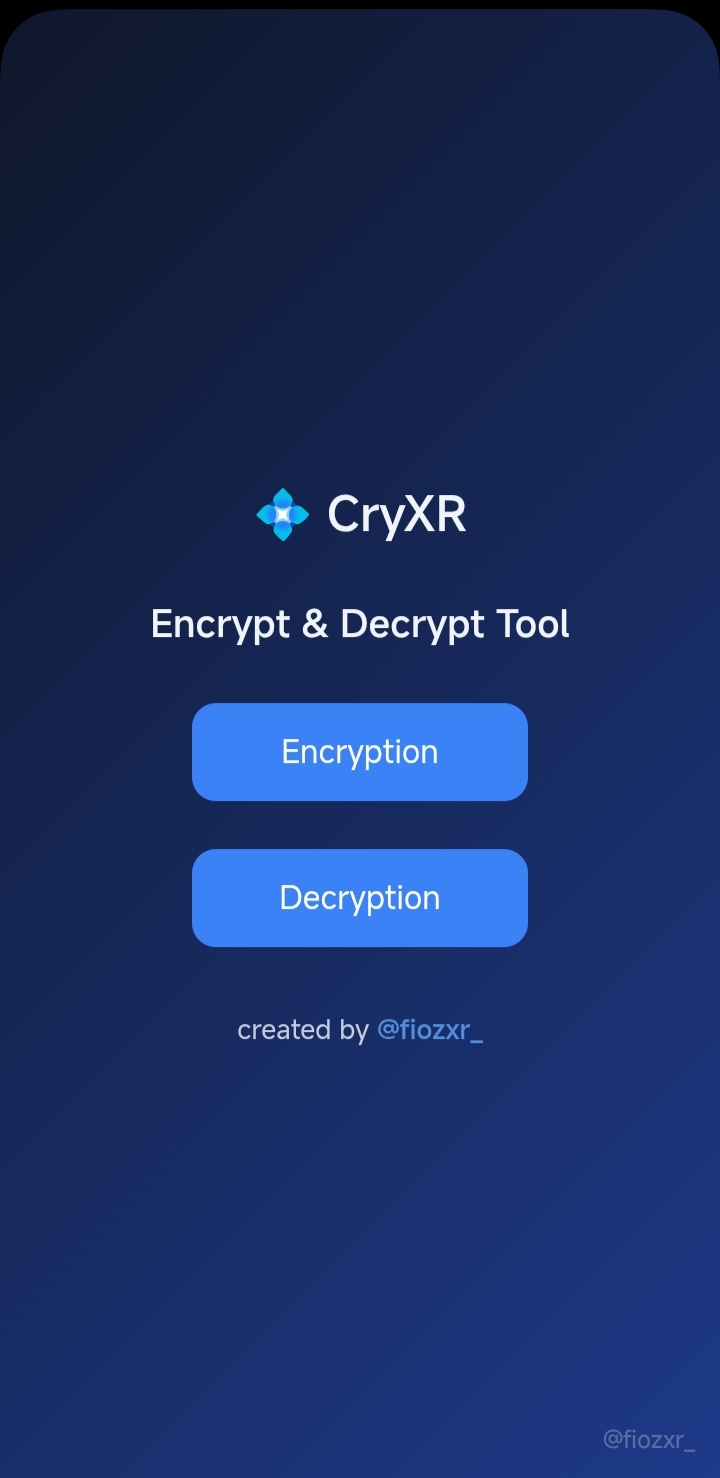 CryXR
Encrypt & Decrypt Tool
Encryption
Decryption
created by @fiozxr_
@fiozxr_